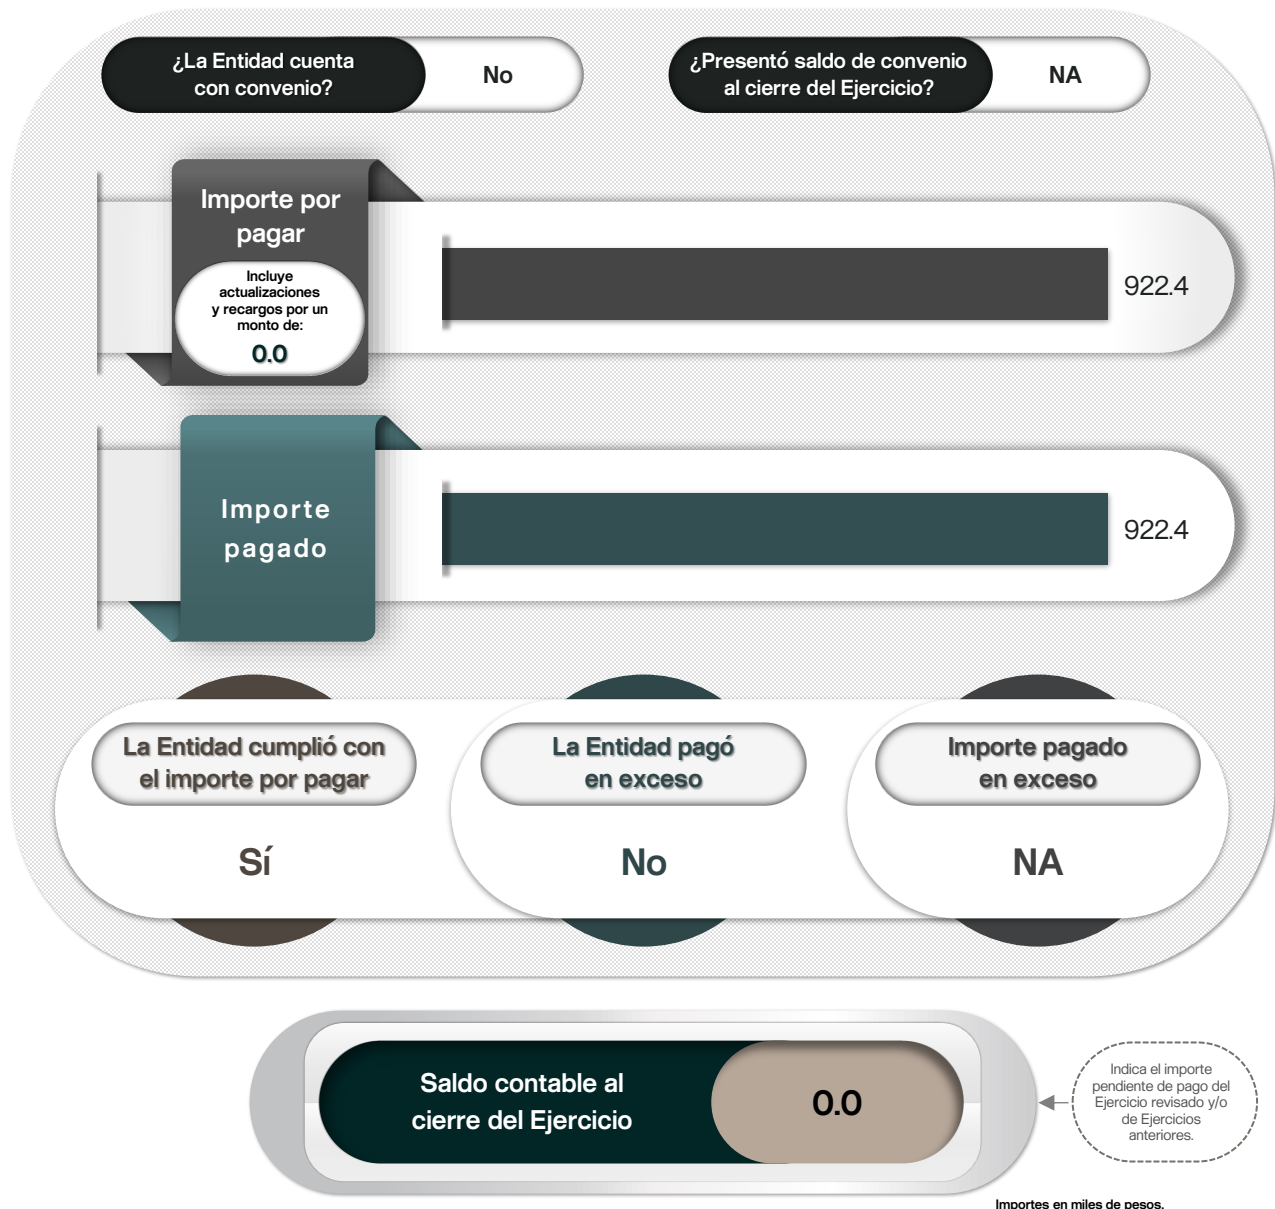 ¿La Entidad cuenta
con convenio?
No
¿Presentó saldo de convenio
al cierre del Ejercicio?
NA
Importe por
pagar
Incluye
actualizaciones
y recargos por un
monto de:
0.0
922.4
Importe
pagado
922.4
La Entidad cumplió con
el importe por pagar
Sí
La Entidad pagó
en exceso
No
Importe pagado
en exceso
NA
Saldo contable al
cierre del Ejercicio
0.0
Indica el importe
pendiente de pago del
Ejercicio revisado y/o
de Ejercicios
anteriores.
Importes en miles de pesos.